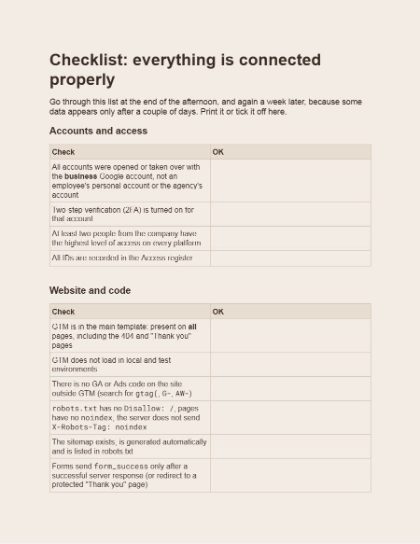 Checklist: everything is connected
properly
Go through this list at the end of the afternoon, and again a week later, because some
data appears only after a couple of days. Print it or tick it off here.
Accounts and access
Check OK
All accounts were opened or taken over with
the business Google account, not an
employee's personal account or the agency's
account
Two-step verification (2FA) is turned on for
that account
At least two people from the company have
the highest level of access on every platform
All IDs are recorded in the Access register
Website and code
Check OK
GTM is in the main template: present on all
pages, including the 404 and "Thank you"
pages
GTM does not load in local and test
environments
There is no GA or Ads code on the site
outside GTM (search for gtag(, G-, AW-)
robots.txt has no Disallow: /, pages
have no noindex, the server does not send
X-Robots-Tag: noindex
The sitemap exists, is generated automatically
and is listed in robots.txt
Forms send form_success only after a
successful server response (or redirect to a
protected "Thank you" page)